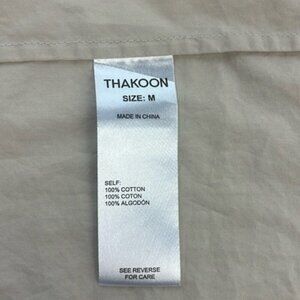 THAKOON
SIZE: M
MADE IN CHINA
SELF:
100% COTTON
100% COTON
100% ALGODÓN
SEE REVERSE
FOR CARE